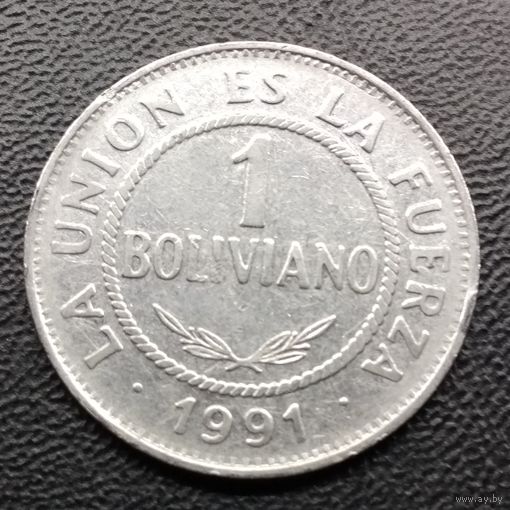 LA UNION ES LA FUERZA
1
BOLIVIANO
· 1991 ·
www.ay.by